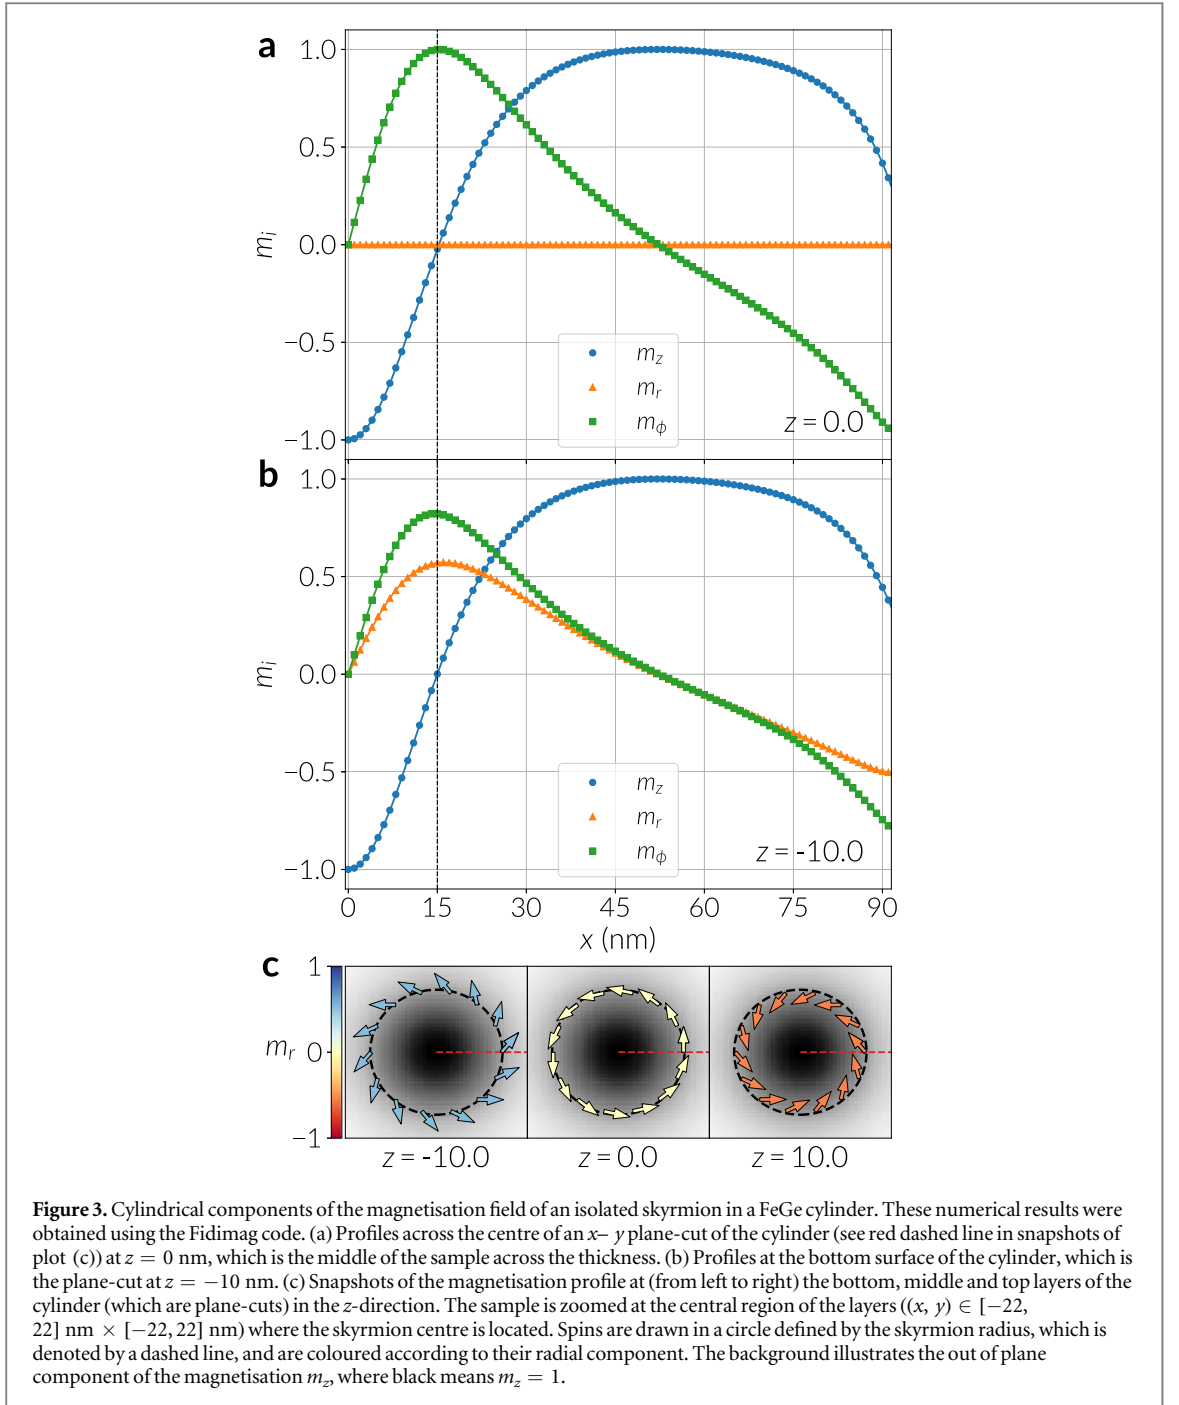 a
1.0
0.5
0.0
−0.5
−1.0
m_i
m_z
m_r
m_ϕ
z = 0.0
b
1.0
0.5
0.0
−0.5
−1.0
m_i
m_z
m_r
m_ϕ
z = -10.0
0 15 30 45 60 75 90
x (nm)
c
1
m_r 0
−1
z = -10.0 z = 0.0 z = 10.0
Figure 3. Cylindrical components of the magnetisation field of an isolated skyrmion in a FeGe cylinder. These numerical results were
obtained using the Fidimag code. (a) Profiles across the centre of an x– y plane-cut of the cylinder (see red dashed line in snapshots of
plot (c)) at z = 0 nm, which is the middle of the sample across the thickness. (b) Profiles at the bottom surface of the cylinder, which is
the plane-cut at z = −10 nm. (c) Snapshots of the magnetisation profile at (from left to right) the bottom, middle and top layers of the
cylinder (which are plane-cuts) in the z-direction. The sample is zoomed at the central region of the layers ((x, y) ∈ [−22,
22] nm × [−22, 22] nm) where the skyrmion centre is located. Spins are drawn in a circle defined by the skyrmion radius, which is
denoted by a dashed line, and are coloured according to their radial component. The background illustrates the out of plane
component of the magnetisation m_z, where black means m_z = 1.